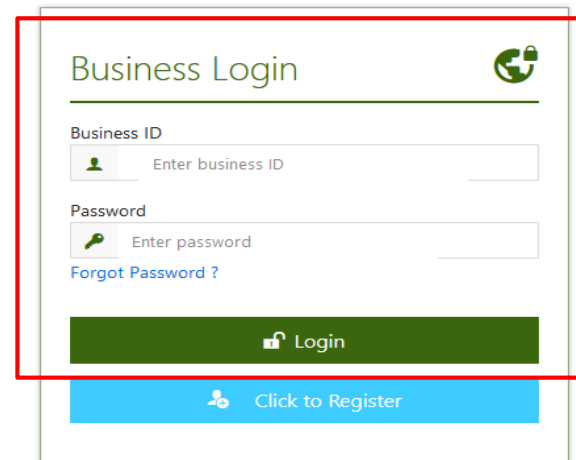 Business Login
Business ID
Enter business ID
Password
Enter password
Forgot Password ?
Login
Click to Register